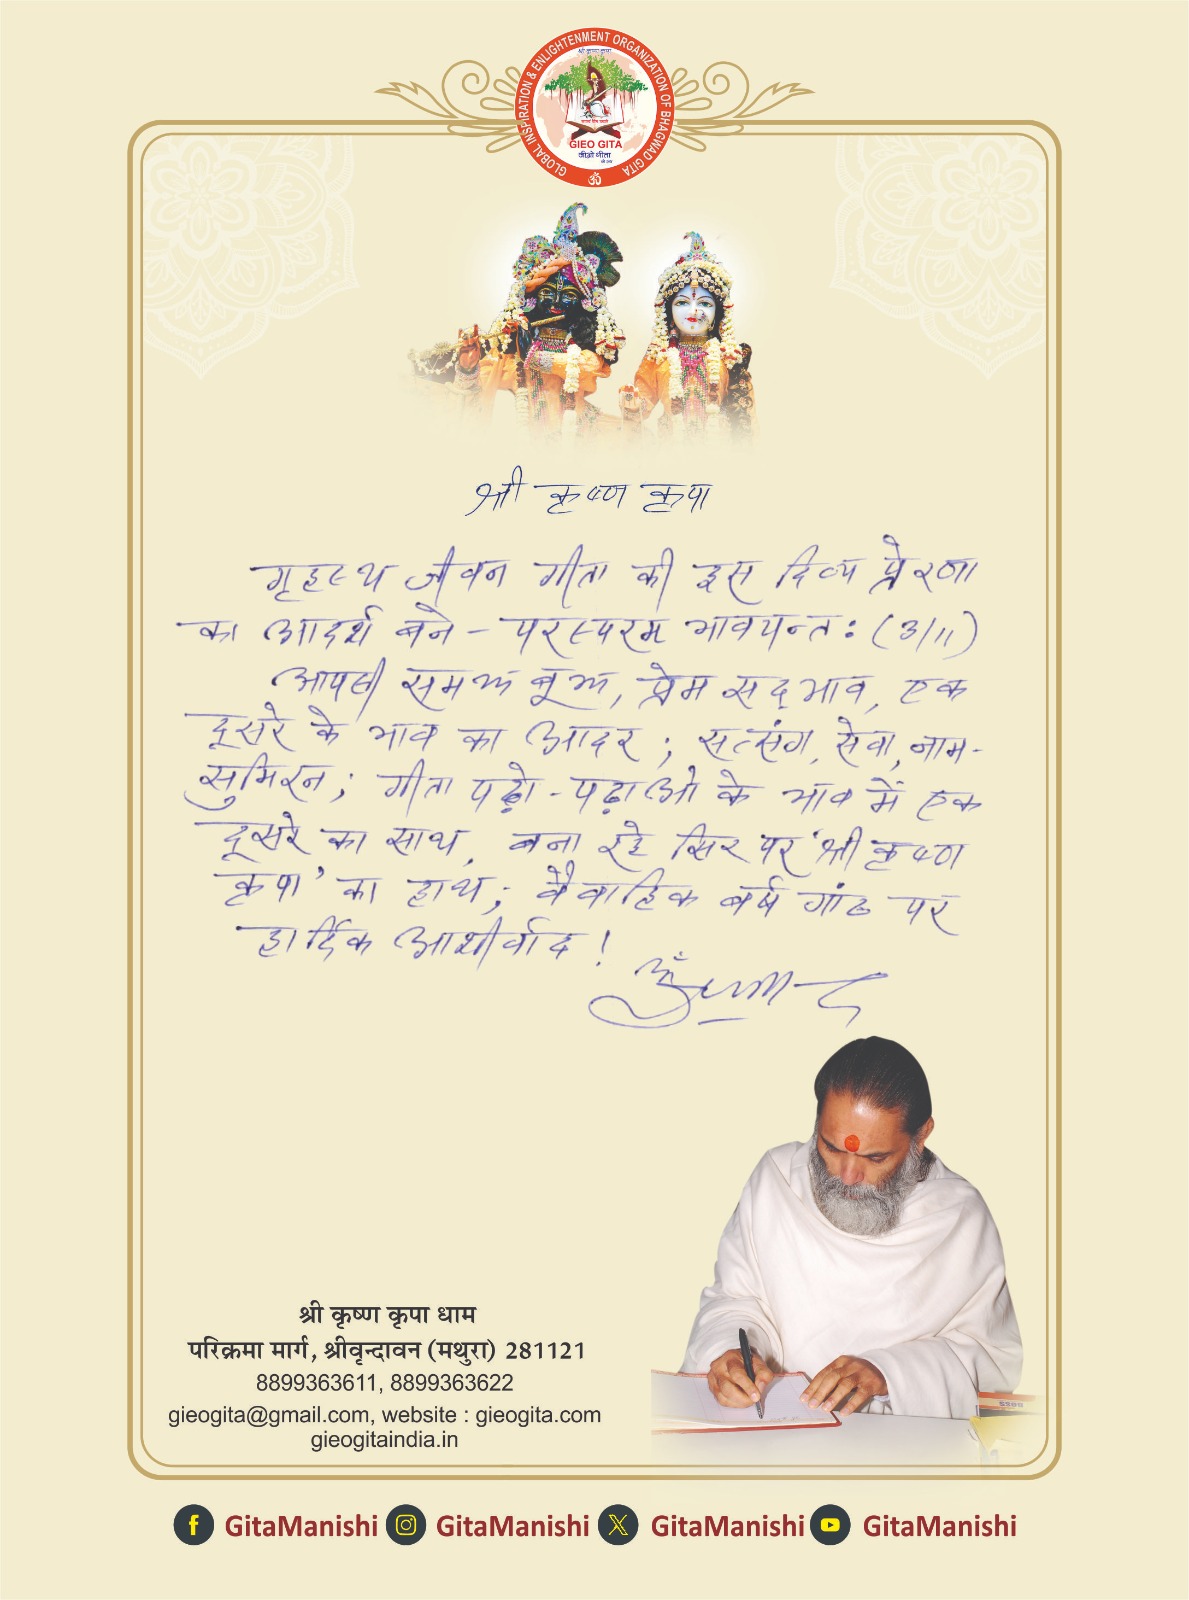 GLOBAL INSPIRATION & ENLIGHTENMENT ORGANIZATION OF BHAGWAD GITA
श्री कृष्ण कृपा
GIEO GITA
जीओ गीता
ॐ
श्री कृष्ण कृपा
गृहस्थ जीवन गीता की इस दिव्य प्रेरणा
का आदर्श बने - परस्परम भावयन्तः (3/11)
आपसी समझ बूझ, प्रेम सद्भाव, एक
दूसरे के भाव का आदर; सत्संग, सेवा, नाम-
सुमिरन; गीता पढ़ो - पढ़ाओ के भाव में एक
दूसरे का साथ, बना रहे सिर पर 'श्री कृष्ण
कृपा' का हाथ; वैवाहिक वर्ष गांठ पर
हार्दिक आशीर्वाद !
श्री कृष्ण कृपा धाम
परिक्रमा मार्ग, श्रीवृन्दावन (मथुरा) 281121
8899363611, 8899363622
gieogita@gmail.com, website : gieogita.com
gieogitaindia.in
GitaManishi GitaManishi GitaManishi GitaManishi